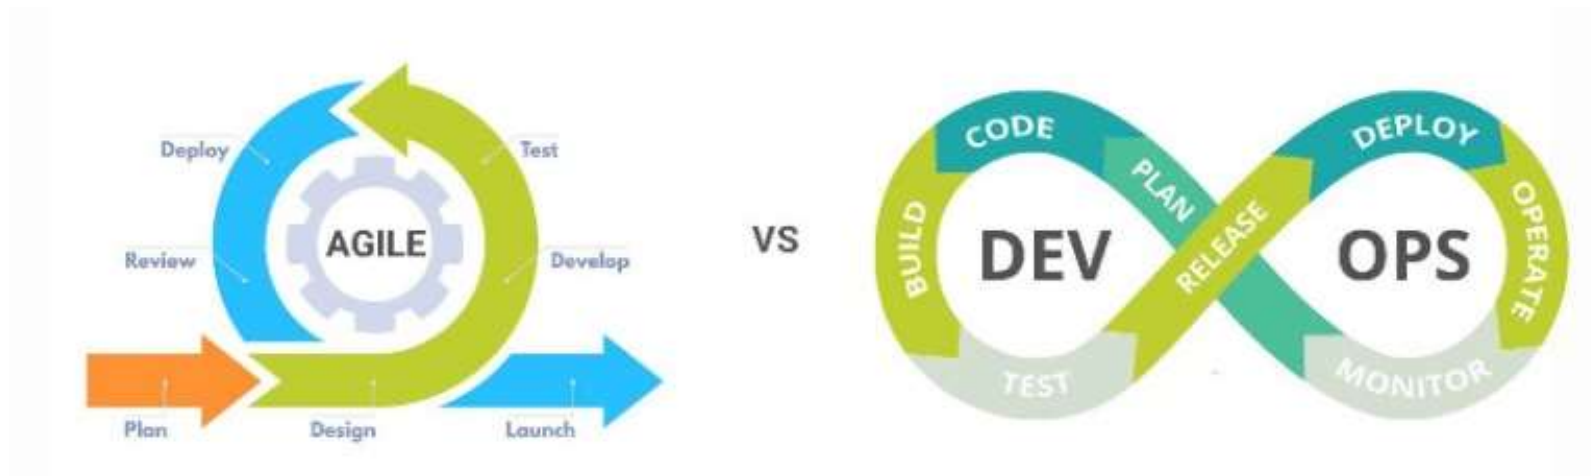 Deploy
Test
AGILE
Review
Develop
Plan
Design
Launch
VS
CODE
PLAN
DEPLOY
BUILD
DEV
RELEASE
OPS
OPERATE
TEST
MONITOR